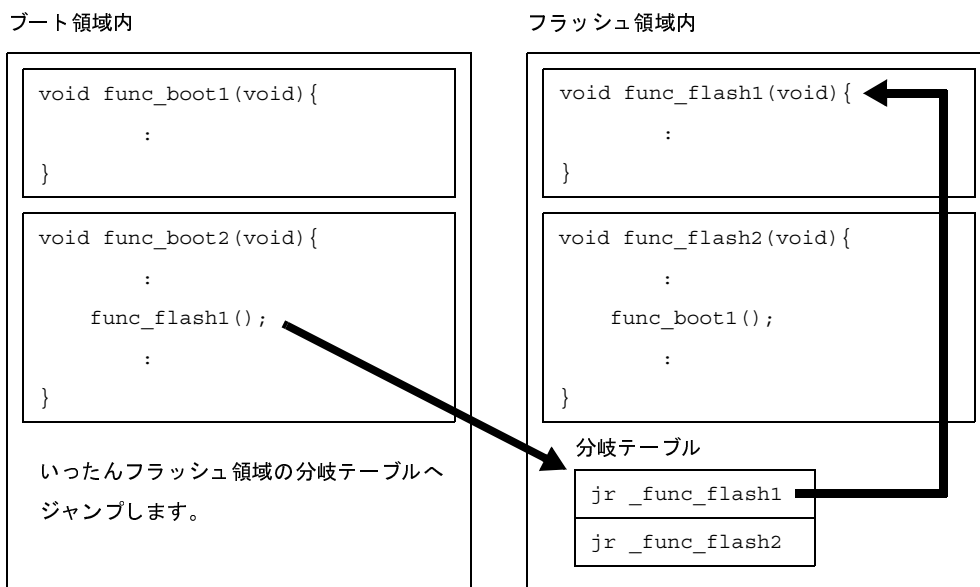 ブート領域内
void func_boot1(void){
:
}
void func_boot2(void){
:
func_flash1();
:
}
いったんフラッシュ領域の分岐テーブルへ
ジャンプします。
フラッシュ領域内
void func_flash1(void){
:
}
void func_flash2(void){
:
func_boot1();
:
}
分岐テーブル
jr _func_flash1
jr _func_flash2